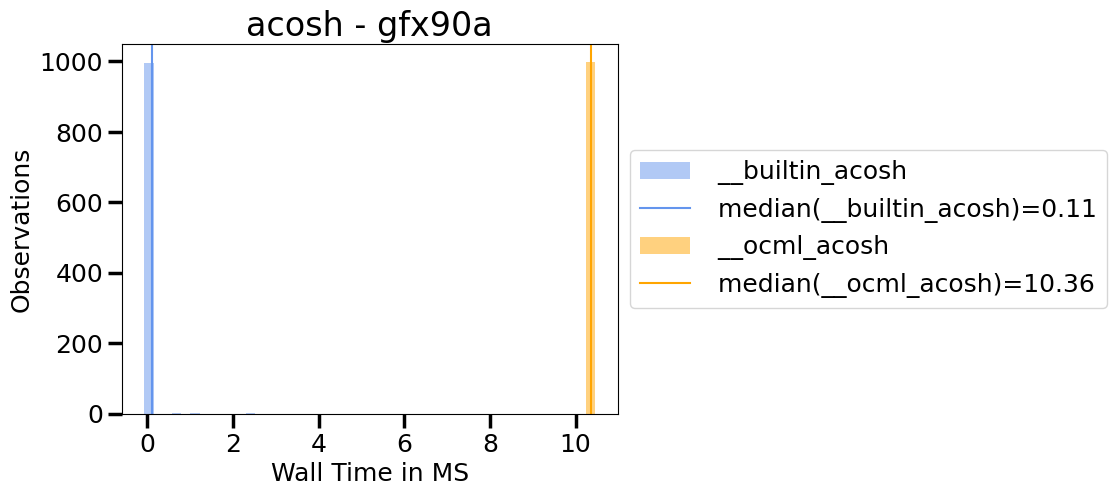 acosh - gfx90a
1000
800
600
400
200
0
Observations
0 2 4 6 8 10
Wall Time in MS
__builtin_acosh
median(__builtin_acosh)=0.11
__ocml_acosh
median(__ocml_acosh)=10.36